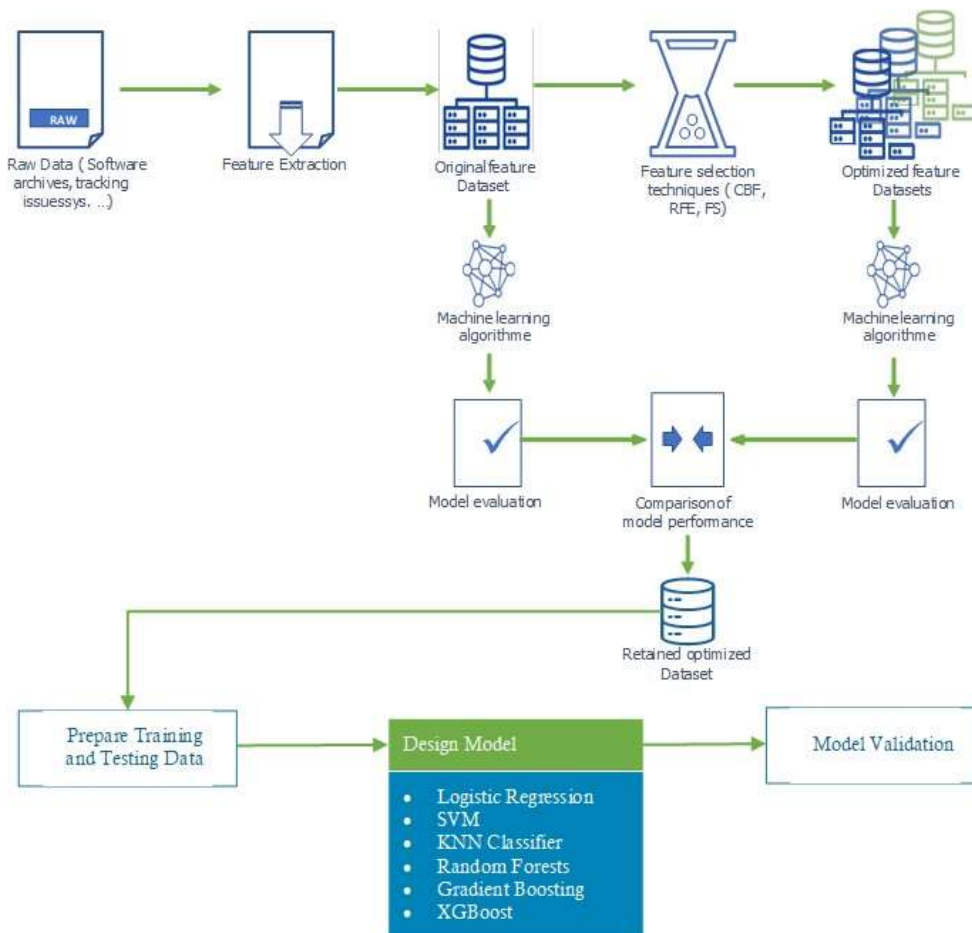 RAW
Raw Data ( Software
archives, tracking
issuessys. ...)
Feature Extraction
Original feature
Dataset
Feature selection
techniques ( CBF,
RFE, FS)
Optimized feature
Datasets
Machine learning
algorithme
Machine learning
algorithme
Model evaluation
Comparison of
model performance
Model evaluation
Retained optimized
Dataset
Prepare Training
and Testing Data
Design Model
• Logistic Regression
• SVM
• KNN Classifier
• Random Forests
• Gradient Boosting
• XGBoost
Model Validation